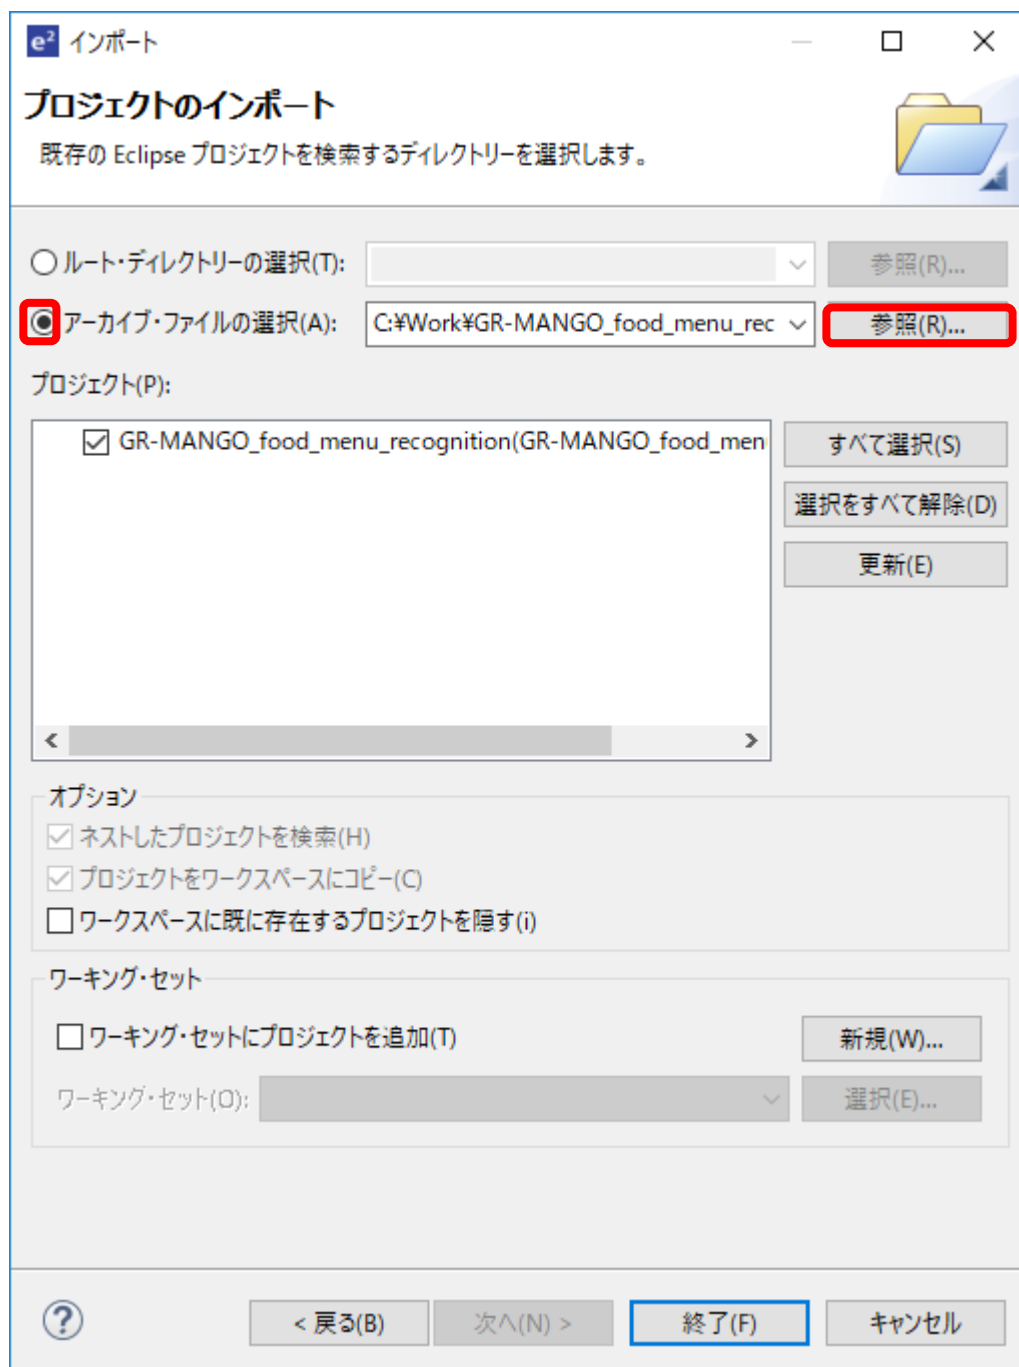 e² インポート
プロジェクトのインポート
既存の Eclipse プロジェクトを検索するディレクトリーを選択します。
ルート・ディレクトリーの選択(T): 参照(R)...
アーカイブ・ファイルの選択(A): C:¥Work¥GR-MANGO_food_menu_rec 参照(R)...
プロジェクト(P):
GR-MANGO_food_menu_recognition(GR-MANGO_food_men
すべて選択(S)
選択をすべて解除(D)
更新(E)
オプション
ネストしたプロジェクトを検索(H)
プロジェクトをワークスペースにコピー(C)
ワークスペースに既に存在するプロジェクトを隠す(i)
ワーキング・セット
ワーキング・セットにプロジェクトを追加(T) 新規(W)...
ワーキング・セット(O): 選択(E)...
? < 戻る(B) 次へ(N) > 終了(F) キャンセル